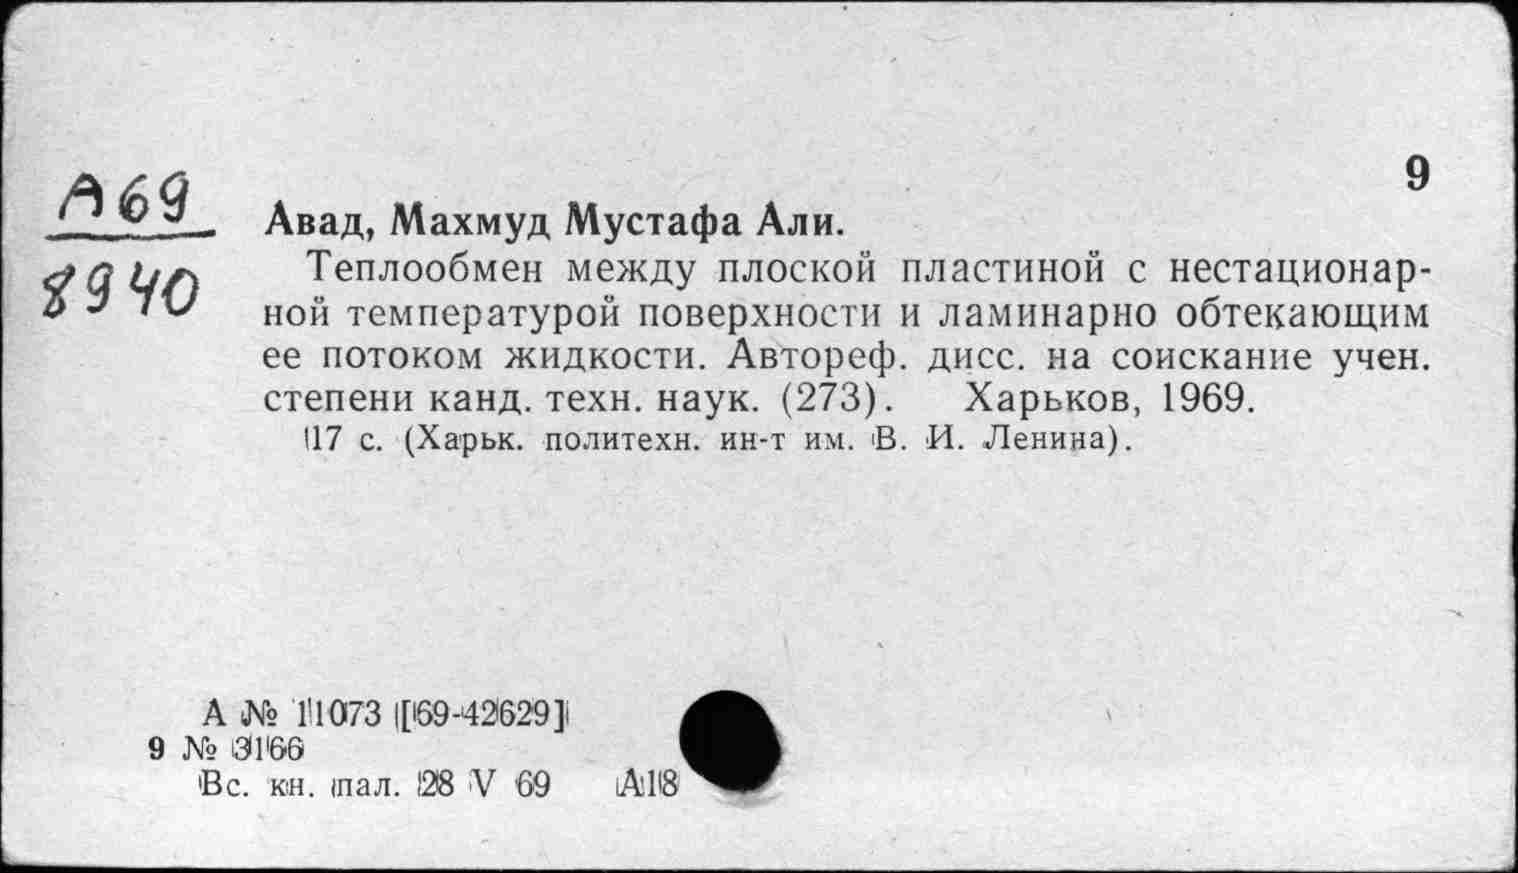 9
А69
8940
Авад, Махмуд Мустафа Али.
Теплообмен между плоской пластиной с нестационар-
ной температурой поверхности и ламинарно обтекающим
ее потоком жидкости. Автореф. дисс. на соискание учен.
степени канд. техн. наук. (273). Харьков, 1969.
17 с. (Харьк. политехн. ин-т им. В. И. Ленина).
А № 11073 [69-42629]
9 № 3166
Вс. кн. пал. 28 V 69 А18